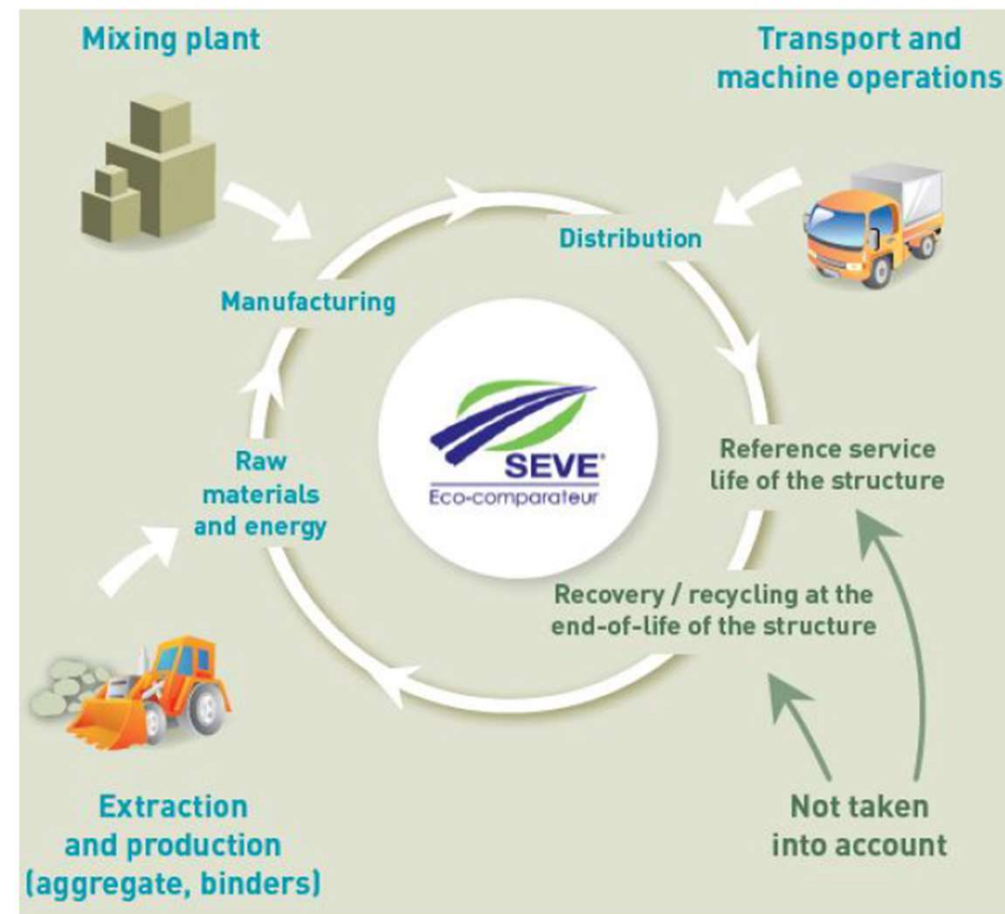 Mixing plant
Transport and
machine operations
Distribution
Manufacturing
SEVE®
Eco-comparateur
Raw
materials
and energy
Reference service
life of the structure
Recovery / recycling at the
end-of-life of the structure
Extraction
and production
(aggregate, binders)
Not taken
into account